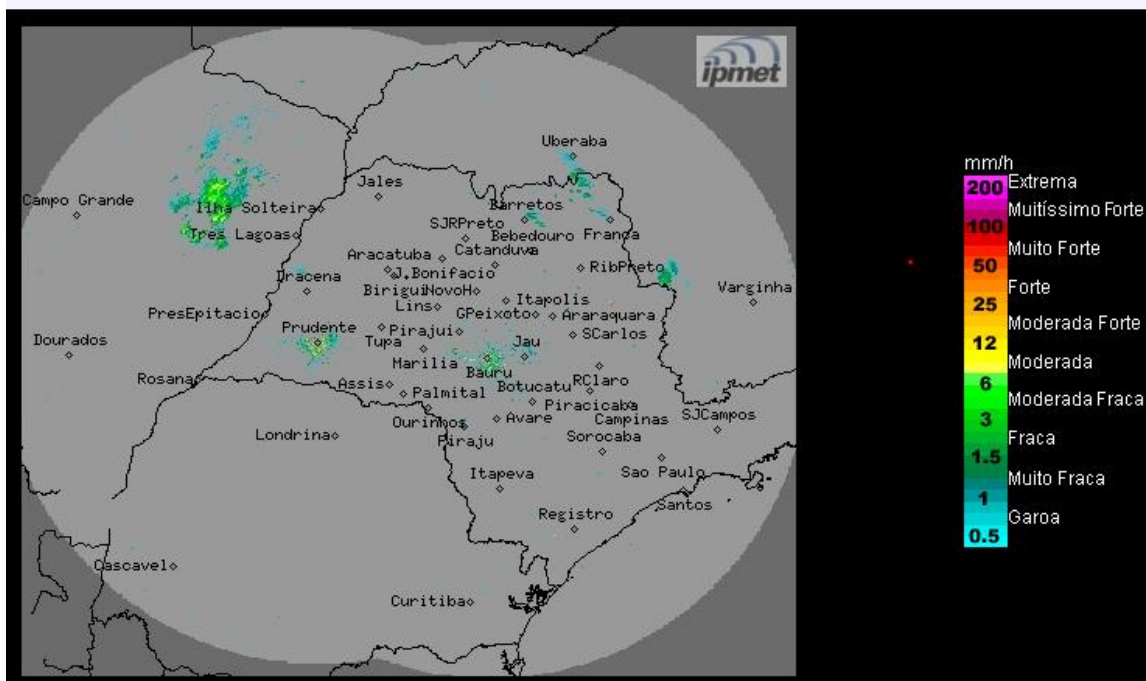 ipmet
Uberaba
Jales
Campo Grande
Ilha Solteira
Barretos
Tres Lagoas
SJRPreto
Bebedouro
Franca
Aracatuba
Catanduva
Dracena
J.Bonifacio
RibPreto
Birigui
NovoH
Varginha
Lins
Itapolis
PresEpitacio
GPeixoto
Araraquara
Prudente
Pirajui
SCarlos
Dourados
Tupa
Jau
Marilia
Bauru
Rosana
Assis
Botucatu
RClaro
Palmital
Piracicaba
Ourinhos
Avare
Campinas
SJCampos
Londrina
Piraju
Sorocaba
Itapeva
Sao Paulo
Santos
Registro
Cascavel
Curitiba
mm/h
200 Extrema
Muitíssimo Forte
100
Muito Forte
50
Forte
25
Moderada Forte
12
Moderada
6
Moderada Fraca
3
Fraca
1.5
Muito Fraca
1
Garoa
0.5